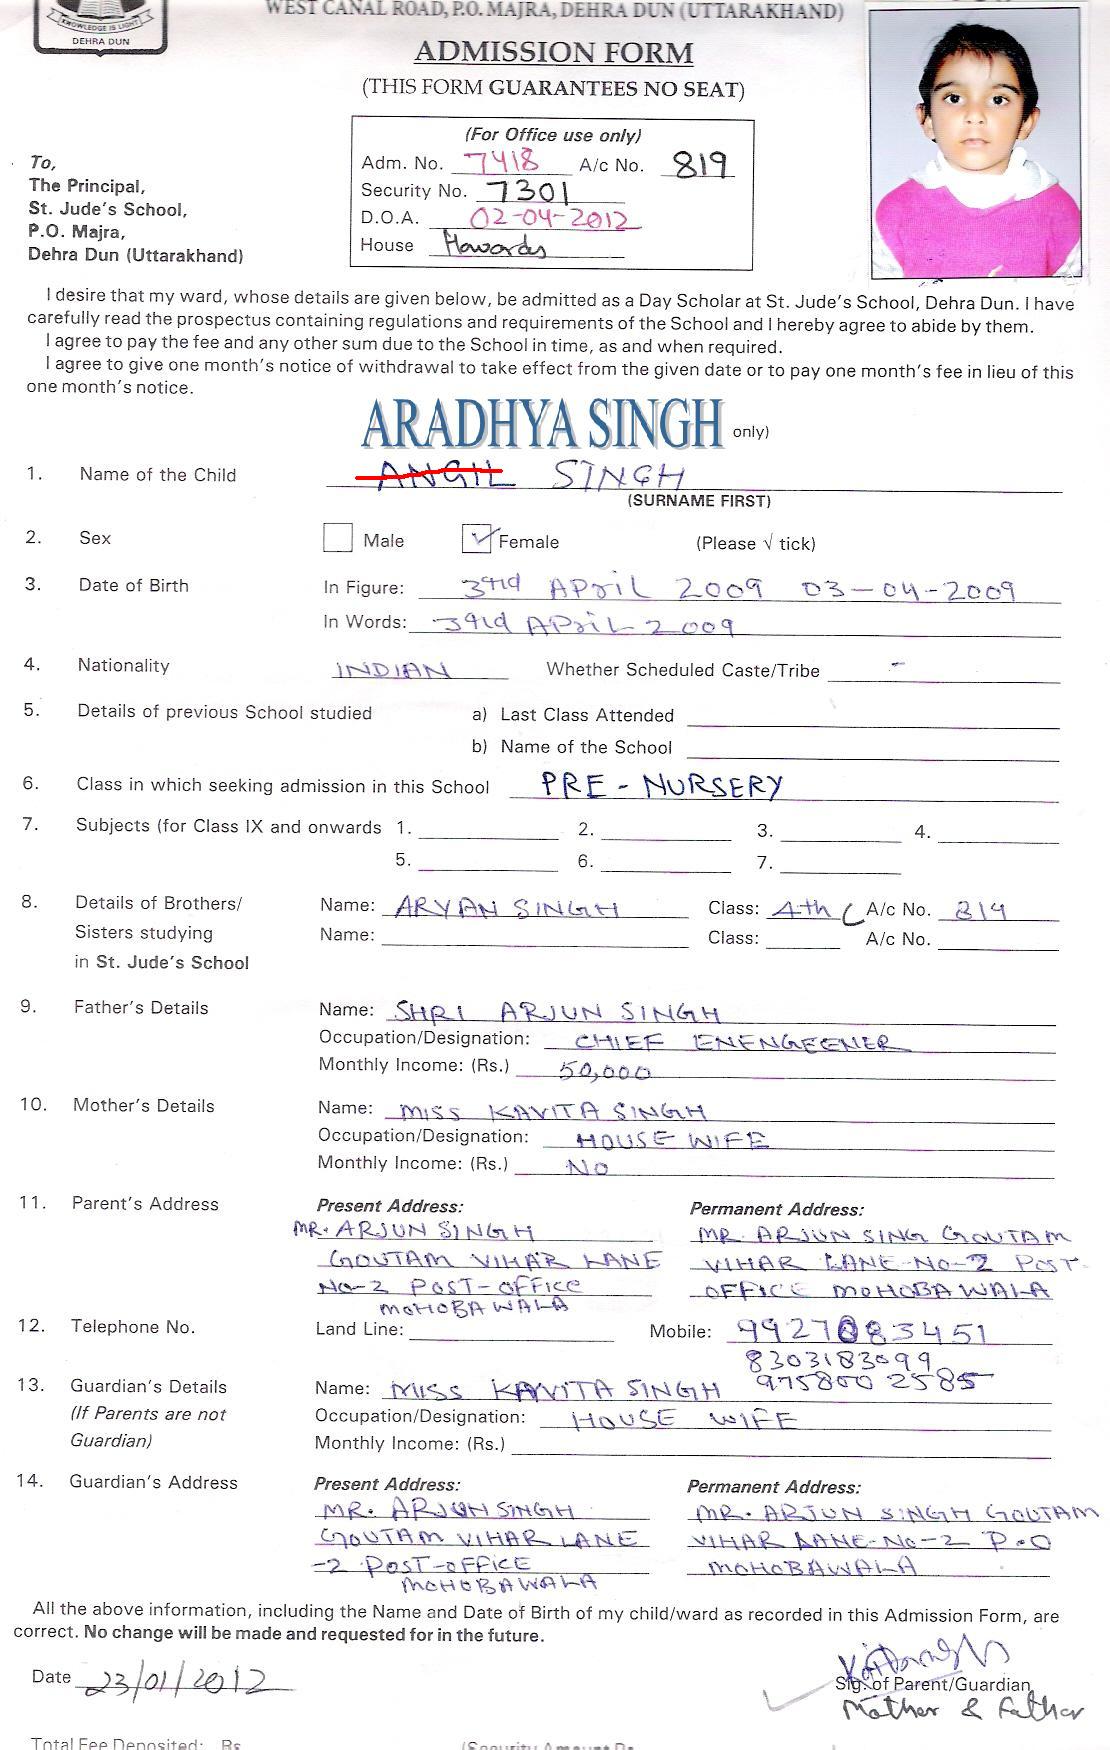 KNOWLEDGE IS LIGHT
DEHRA DUN
WEST CANAL ROAD, P.O. MAJRA, DEHRA DUN (UTTARAKHAND)
ADMISSION FORM
(THIS FORM GUARANTEES NO SEAT)
(For Office use only)
Adm. No. 7418 A/c No. 819
Security No. 7301
D.O.A. 02-04-2012
House Howards
To,
The Principal,
St. Jude's School,
P.O. Majra,
Dehra Dun (Uttarakhand)
I desire that my ward, whose details are given below, be admitted as a Day Scholar at St. Jude's School, Dehra Dun. I have
carefully read the prospectus containing regulations and requirements of the School and I hereby agree to abide by them.
I agree to pay the fee and any other sum due to the School in time, as and when required.
I agree to give one month's notice of withdrawal to take effect from the given date or to pay one month's fee in lieu of this
one month's notice.
ARADHYA SINGH only)
1. Name of the Child ANGIL SINGH
(SURNAME FIRST)
2. Sex Male Female (Please √ tick)
3. Date of Birth In Figure: 3rd April 2009 03-04-2009
In Words: 3rd April 2009
4. Nationality INDIAN Whether Scheduled Caste/Tribe -
5. Details of previous School studied a) Last Class Attended
b) Name of the School
6. Class in which seeking admission in this School PRE - NURSERY
7. Subjects (for Class IX and onwards 1. 2. 3. 4.
5. 6. 7.
8. Details of Brothers/ Name: ARYAN SINGH Class: 4th C A/c No. 819
Sisters studying Name: Class: A/c No.
in St. Jude's School
9. Father's Details Name: SHRI ARJUN SINGH
Occupation/Designation: CHIEF ENENGEENER
Monthly Income: (Rs.) 50,000
10. Mother's Details Name: MISS KAVITA SINGH
Occupation/Designation: HOUSE WIFE
Monthly Income: (Rs.) NO
11. Parent's Address Present Address: Permanent Address:
MR. ARJUN SINGH MR. ARJUN SING GOUTAM
GOUTAM VIHAR LANE VIHAR LANE-NO-2 POST-
NO-2 POST-OFFICE OFFICE MOHOBAWALA
MOHOBAWALA
12. Telephone No. Land Line: Mobile: 9927083451
8303183099
13. Guardian's Details Name: MISS KAVITA SINGH 9758002585
(If Parents are not Occupation/Designation: HOUSE WIFE
Guardian) Monthly Income: (Rs.)
14. Guardian's Address Present Address: Permanent Address:
MR. ARJUN SINGH MR. ARJUN SINGH GOUTAM
GOUTAM VIHAR LANE VIHAR LANE-NO-2 P.O
-2 POST-OFFICE MOHOBAWALA
MOHOBAWALA
All the above information, including the Name and Date of Birth of my child/ward as recorded in this Admission Form, are
correct. No change will be made and requested for in the future.
Date 23/01/2012
Sig. of Parent/Guardian
Mother & Father
Total Fee Deposited: Rs. (Security Amount Rs.